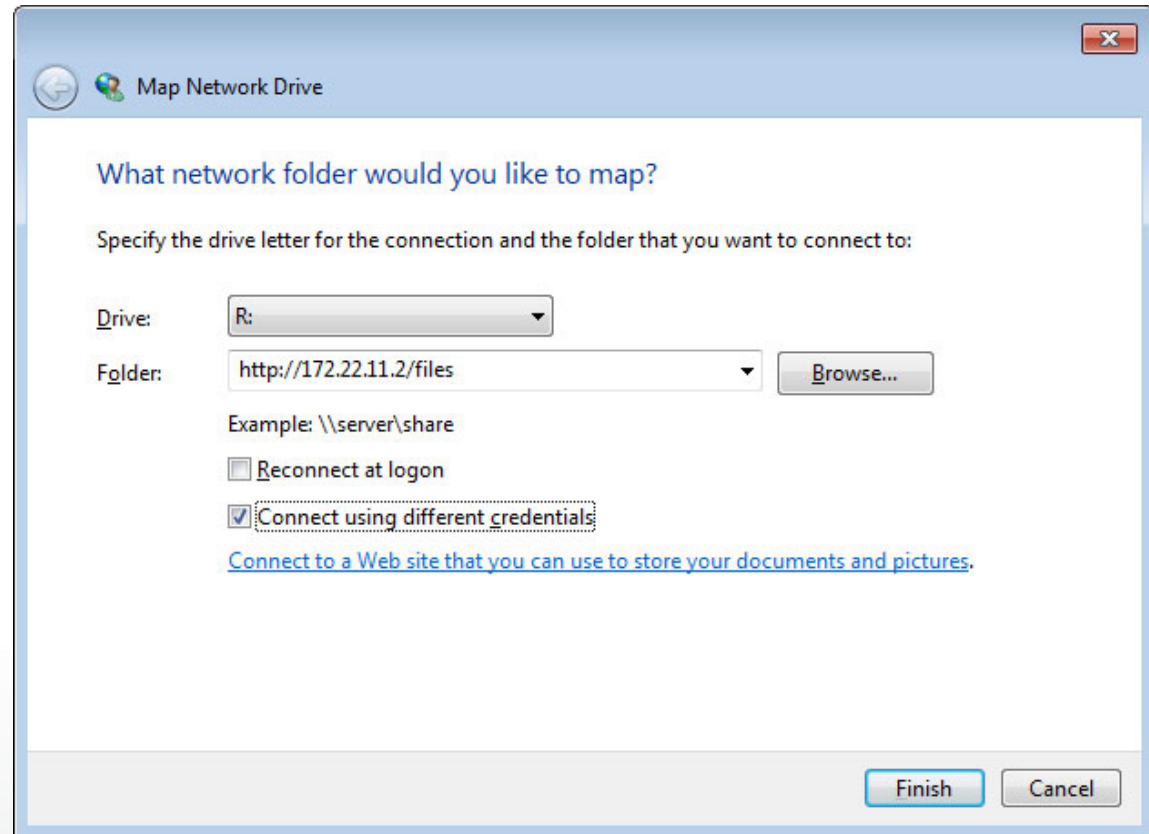 Map Network Drive
What network folder would you like to map?
Specify the drive letter for the connection and the folder that you want to connect to:
Drive: R:
Folder: http://172.22.11.2/files Browse...
Example: \\server\share
Reconnect at logon
Connect using different credentials
Connect to a Web site that you can use to store your documents and pictures.
Finish Cancel